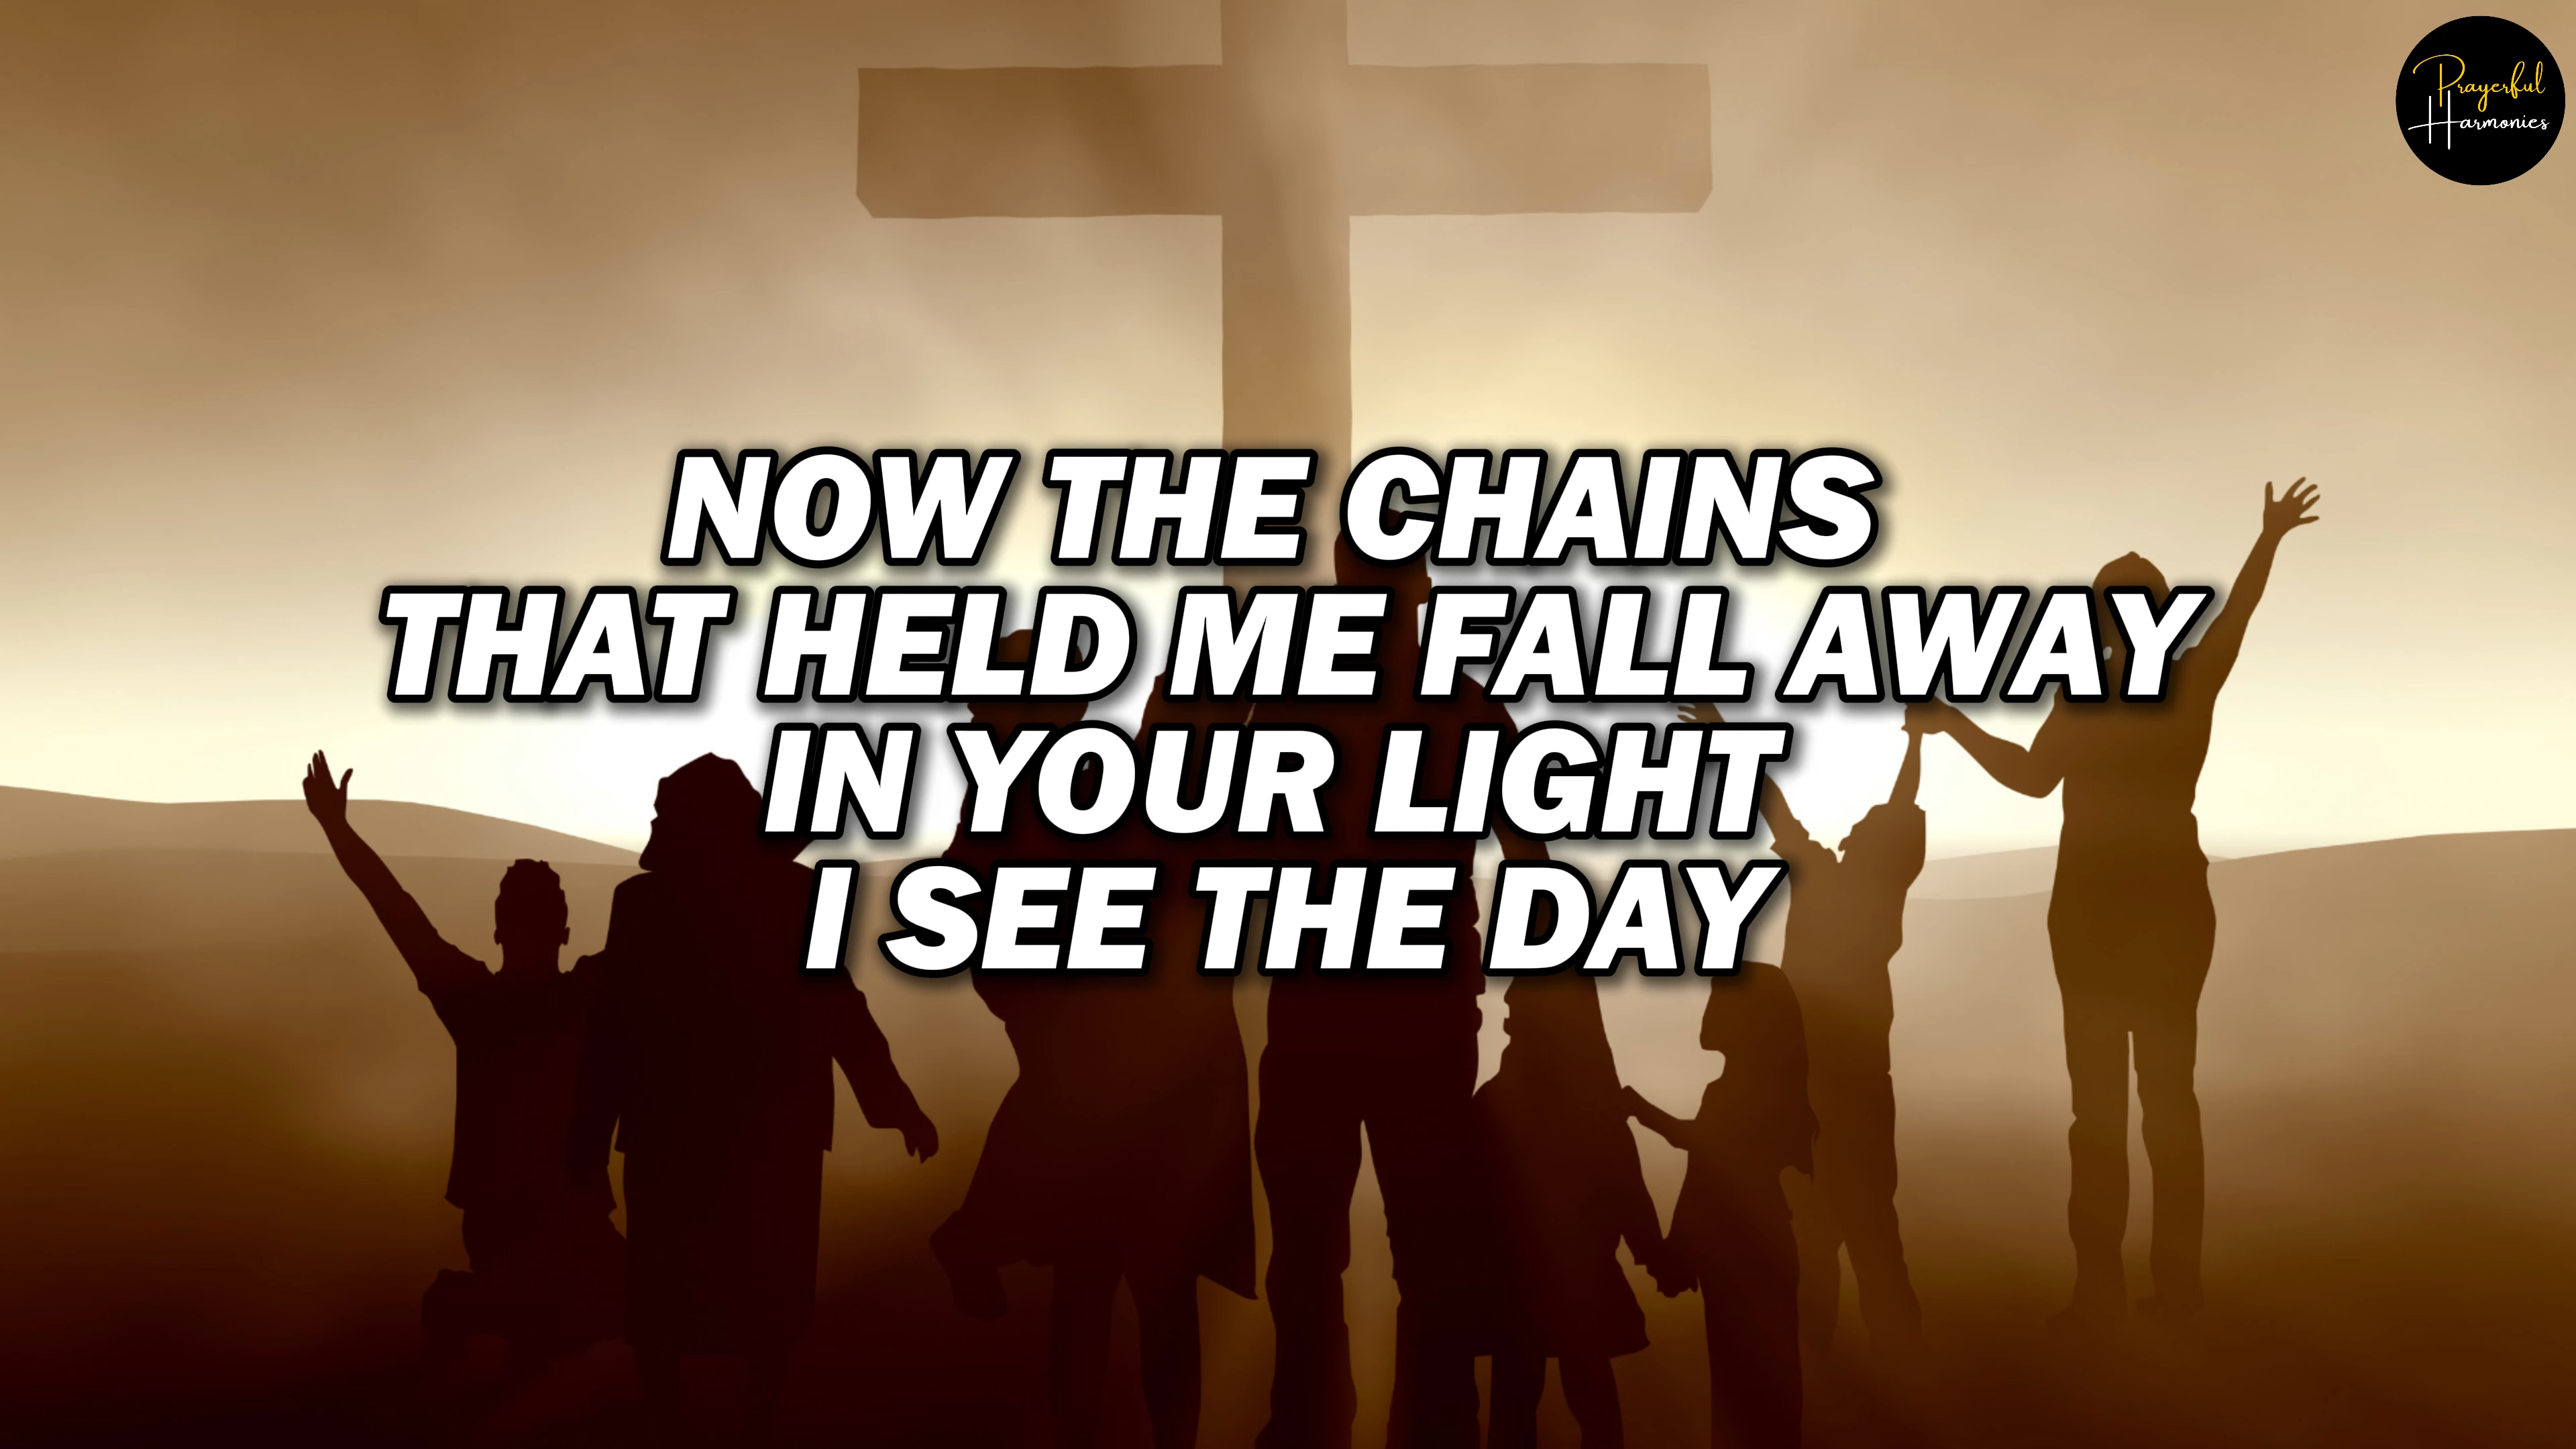 Prayerful
Harmonies
NOW THE CHAINS
THAT HELD ME FALL AWAY
IN YOUR LIGHT
I SEE THE DAY